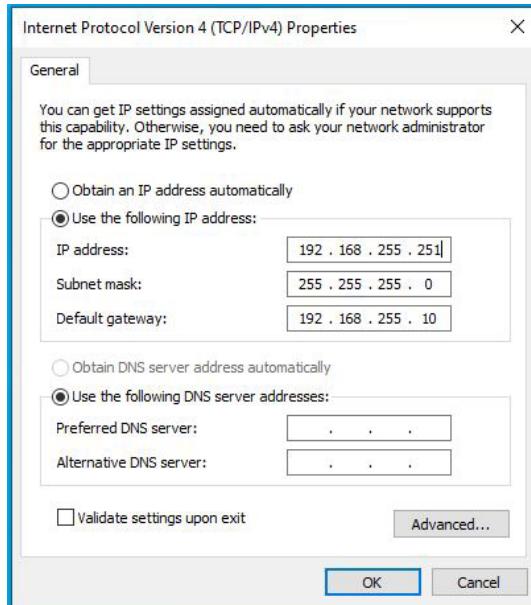 Internet Protocol Version 4 (TCP/IPv4) Properties
General
You can get IP settings assigned automatically if your network supports
this capability. Otherwise, you need to ask your network administrator
for the appropriate IP settings.
Obtain an IP address automatically
Use the following IP address:
IP address: 192 . 168 . 255 . 251
Subnet mask: 255 . 255 . 255 . 0
Default gateway: 192 . 168 . 255 . 10
Obtain DNS server address automatically
Use the following DNS server addresses:
Preferred DNS server: . . .
Alternative DNS server: . . .
Validate settings upon exit
Advanced...
OK Cancel